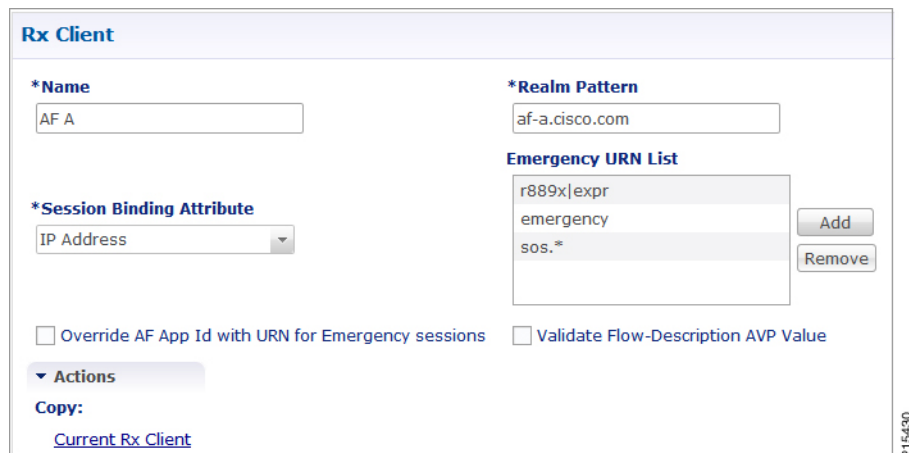 Rx Client
*Name
AF A
*Realm Pattern
af-a.cisco.com
*Session Binding Attribute
IP Address
Emergency URN List
r889x|expr
emergency
sos.*
Add
Remove
Override AF App Id with URN for Emergency sessions
Validate Flow-Description AVP Value
Actions
Copy:
Current Rx Client
215430